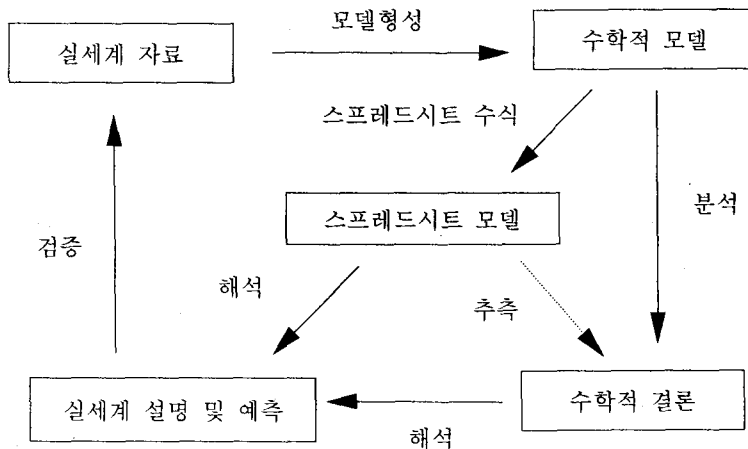 모델형성
실세계 자료
수학적 모델
스프레드시트 수식
스프레드시트 모델
분석
검증
해석
추측
실세계 설명 및 예측
수학적 결론
해석